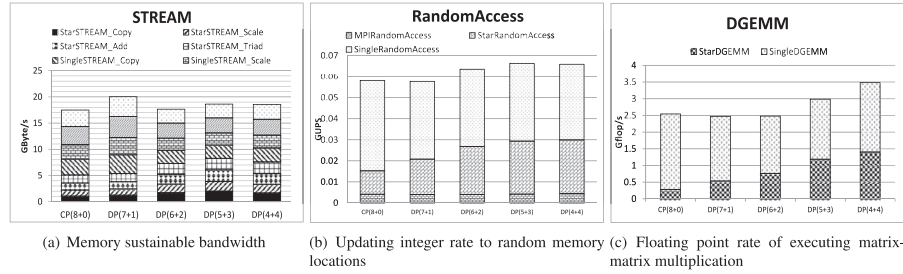 STREAM
StarSTREAM_Copy StarSTREAM_Scale
StarSTREAM_Add StarSTREAM_Triad
SingleSTREAM_Copy SingleSTREAM_Scale
25
20
15
10
5
0
GByte/s
CP(8+0) DP(7+1) DP(6+2) DP(5+3) DP(4+4)
(a) Memory sustainable bandwidth
RandomAccess
MPIRandomAccess StarRandomAccess
SingleRandomAccess
0.07
0.06
0.05
0.04
0.03
0.02
0.01
0
GUPS
CP(8+0) DP(7+1) DP(6+2) DP(5+3) DP(4+4)
(b) Updating integer rate to random memory
locations
DGEMM
StarDGEMM SingleDGEMM
4
3.5
3
2.5
2
1.5
1
0.5
0
Gflop/s
CP(8+0) DP(7+1) DP(6+2) DP(5+3) DP(4+4)
(c) Floating point rate of executing matrix-
matrix multiplication